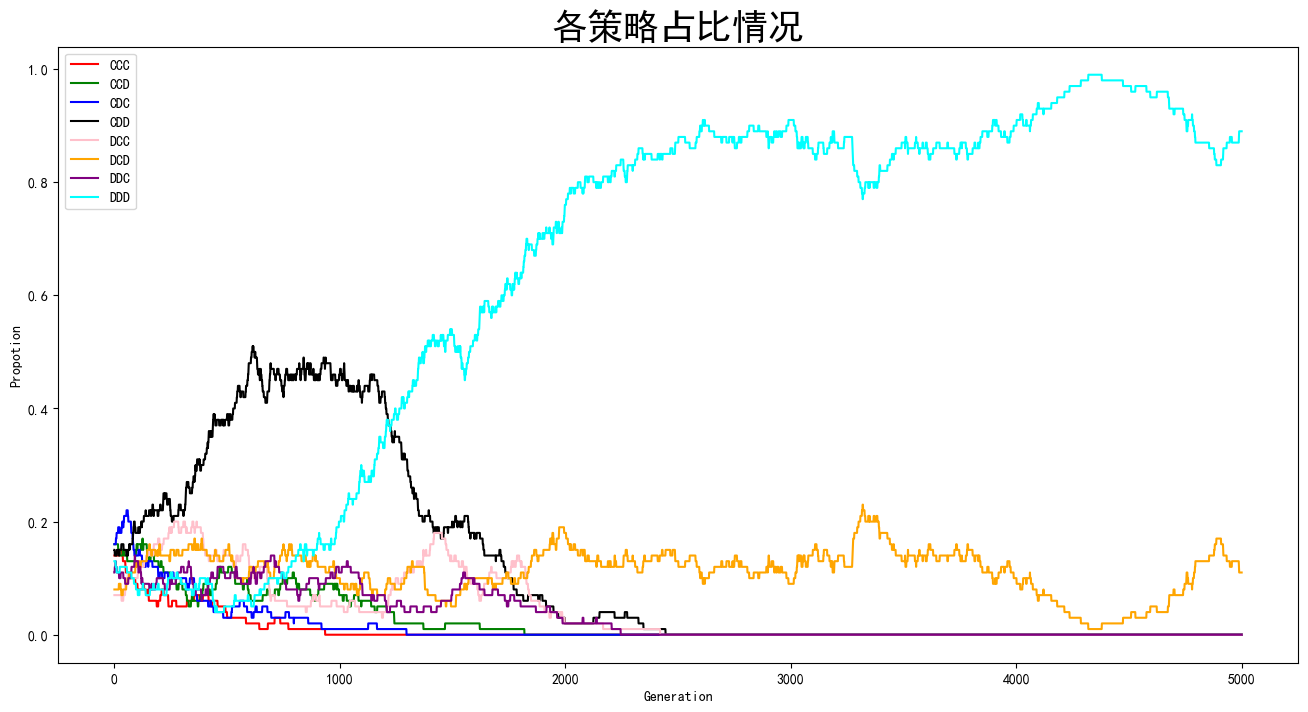 各策略占比情况
CCC
CCD
CDC
CDD
DCC
DCD
DDC
DDD
1.0
0.8
0.6
0.4
0.2
0.0
Propotion
0
1000
2000
3000
4000
5000
Generation